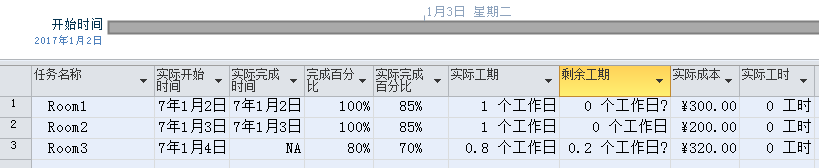 1月3日 星期二
开始时间
2017年1月2日
任务名称 实际开始时间 实际完成时间 完成百分比 实际完成百分比 实际工期 剩余工期 实际成本 实际工时
1 Room1 7年1月2日 7年1月2日 100% 85% 1 个工作日 0 个工作日? ¥300.00 0 工时
2 Room2 7年1月3日 7年1月3日 100% 85% 1 个工作日 0 个工作日 ¥200.00 0 工时
3 Room3 7年1月4日 NA 80% 70% 0.8 个工作日 0.2 个工作日? ¥320.00 0 工时